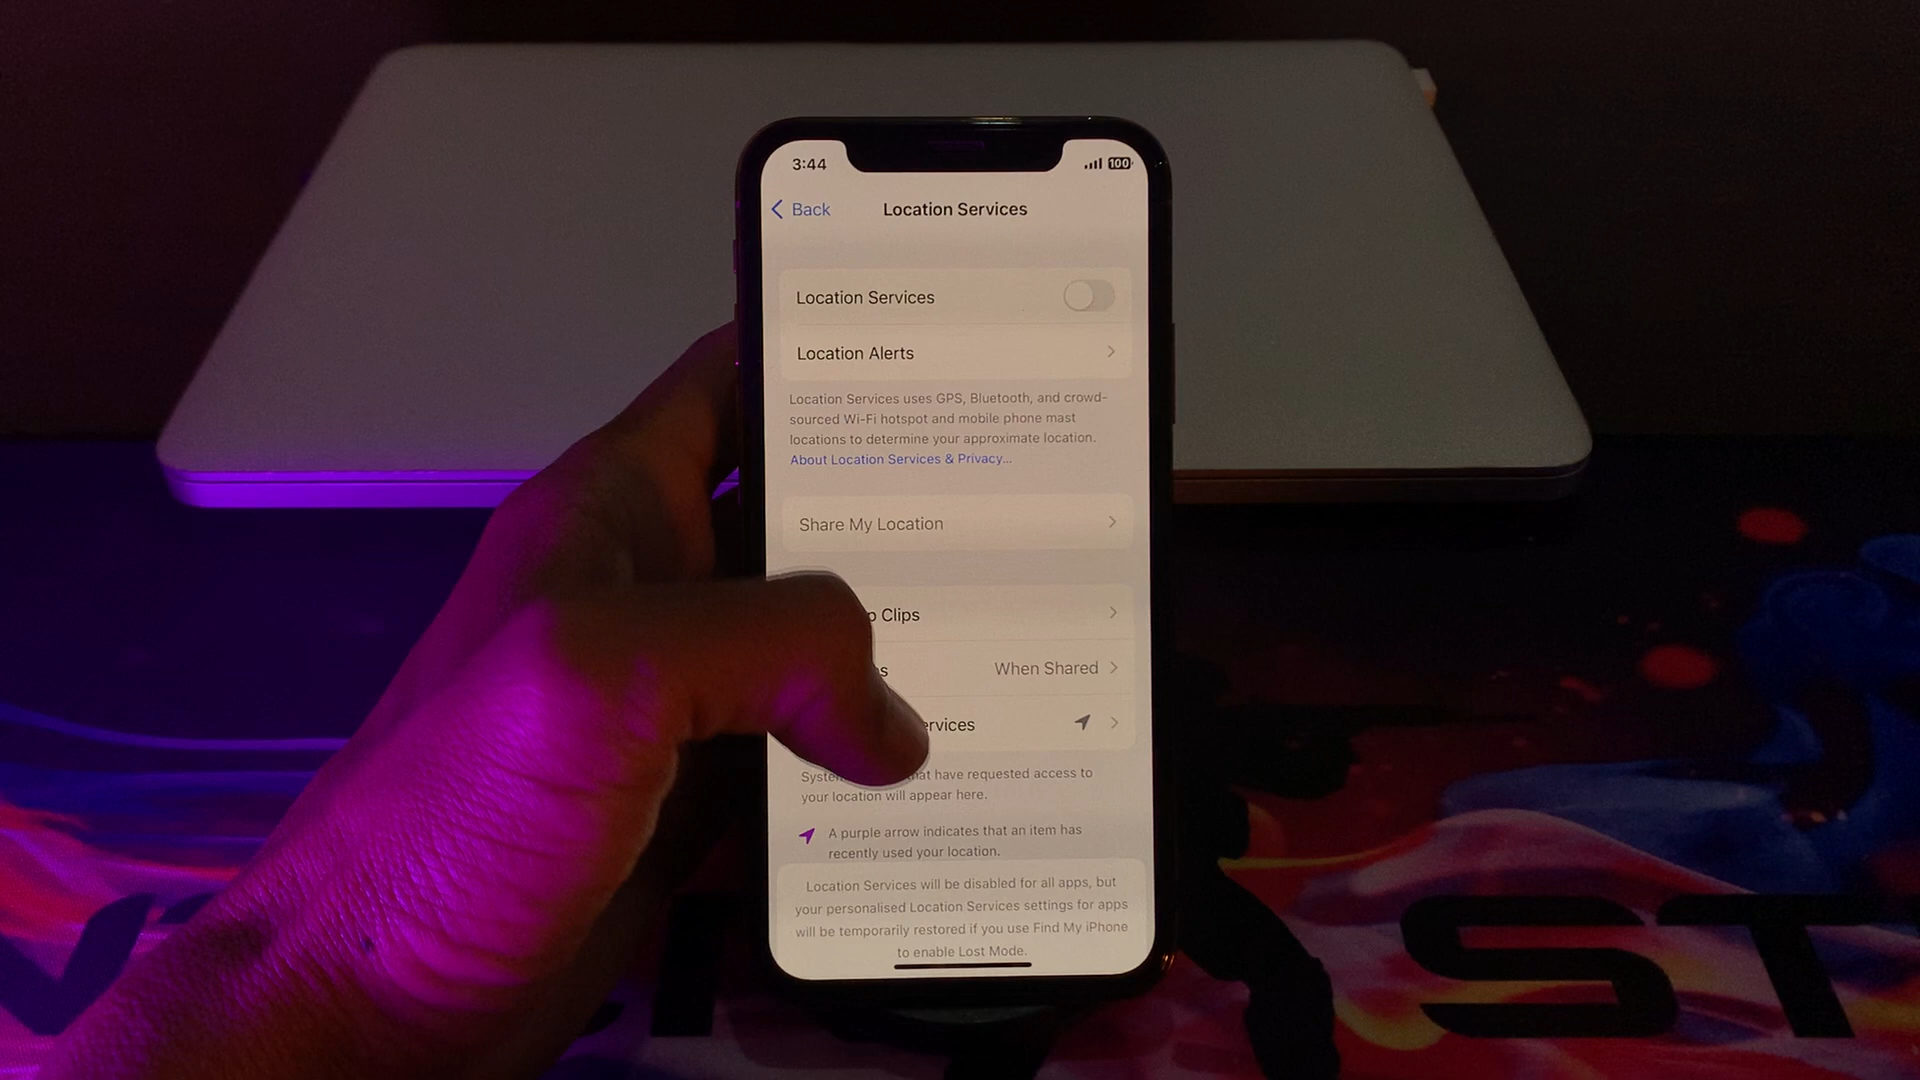 3:44
100
Back
Location Services
Location Services
Location Alerts
Location Services uses GPS, Bluetooth, and crowd-
sourced Wi-Fi hotspot and mobile phone mast
locations to determine your approximate location.
About Location Services & Privacy...
Share My Location
Clips
When Shared
have requested access to
your location will appear here.
A purple arrow indicates that an item has
recently used your location.
Location Services will be disabled for all apps, but
your personalised Location Services settings for apps
will be temporarily restored if you use Find My iPhone
to enable Lost Mode.
ST